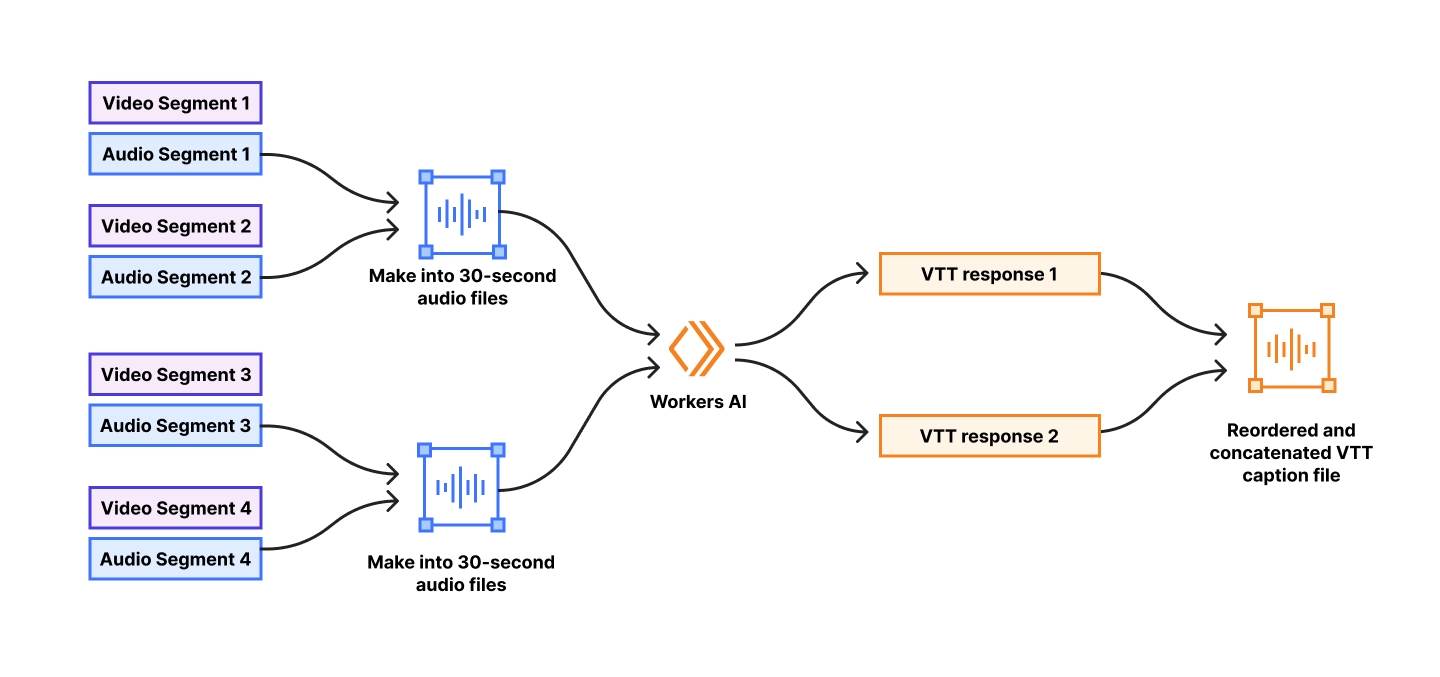 Video Segment 1
Audio Segment 1
Video Segment 2
Audio Segment 2
Make into 30-second
audio files
Video Segment 3
Audio Segment 3
Video Segment 4
Audio Segment 4
Make into 30-second
audio files
Workers AI
VTT response 1
VTT response 2
Reordered and
concatenated VTT
caption file